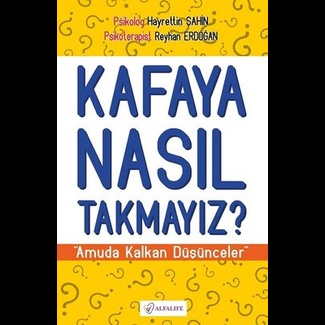 Psikolog Hayrettin ŞAHİN
Psikoterapist Reyhan ERDOĞAN
KAFAYA
NASIL
TAKMAYIZ?
"Amuda Kalkan Düşünceler"
ALFALIFE